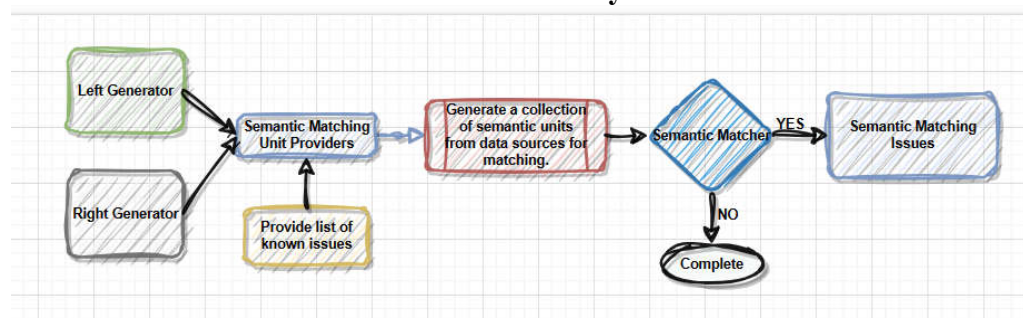 Left Generator
Right Generator
Semantic Matching
Unit Providers
Provide list of
known issues
Generate a collection
of semantic units
from data sources for
matching.
Semantic Matcher
YES
NO
Complete
Semantic Matching
Issues